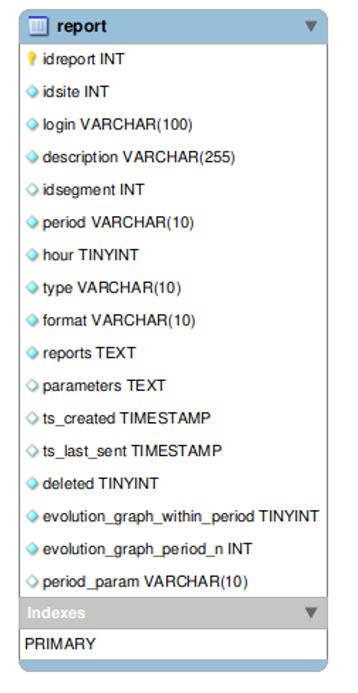 report
idreport INT
idsite INT
login VARCHAR(100)
description VARCHAR(255)
idsegment INT
period VARCHAR(10)
hour TINYINT
type VARCHAR(10)
format VARCHAR(10)
reports TEXT
parameters TEXT
ts_created TIMESTAMP
ts_last_sent TIMESTAMP
deleted TINYINT
evolution_graph_within_period TINYINT
evolution_graph_period_n INT
period_param VARCHAR(10)
Indexes
PRIMARY